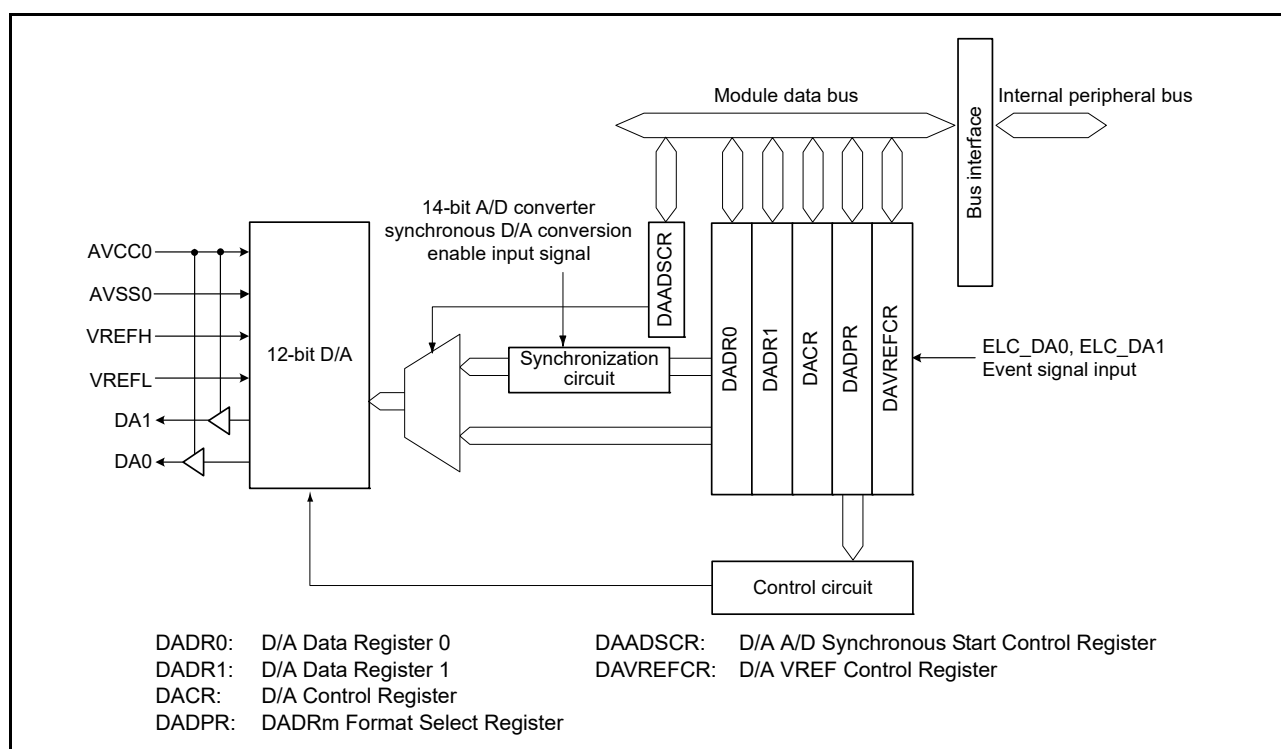 Module data bus
Internal peripheral bus
Bus interface
14-bit A/D converter
synchronous D/A conversion
enable input signal
AVCC0
AVSS0
VREFH
VREFL
DA1
DA0
12-bit D/A
DAADSCR
Synchronization
circuit
DADR0
DADR1
DACR
DADPR
DAVREFCR
ELC_DA0, ELC_DA1
Event signal input
Control circuit
DADR0: D/A Data Register 0
DADR1: D/A Data Register 1
DACR: D/A Control Register
DADPR: DADRm Format Select Register
DAADSCR: D/A A/D Synchronous Start Control Register
DAVREFCR: D/A VREF Control Register